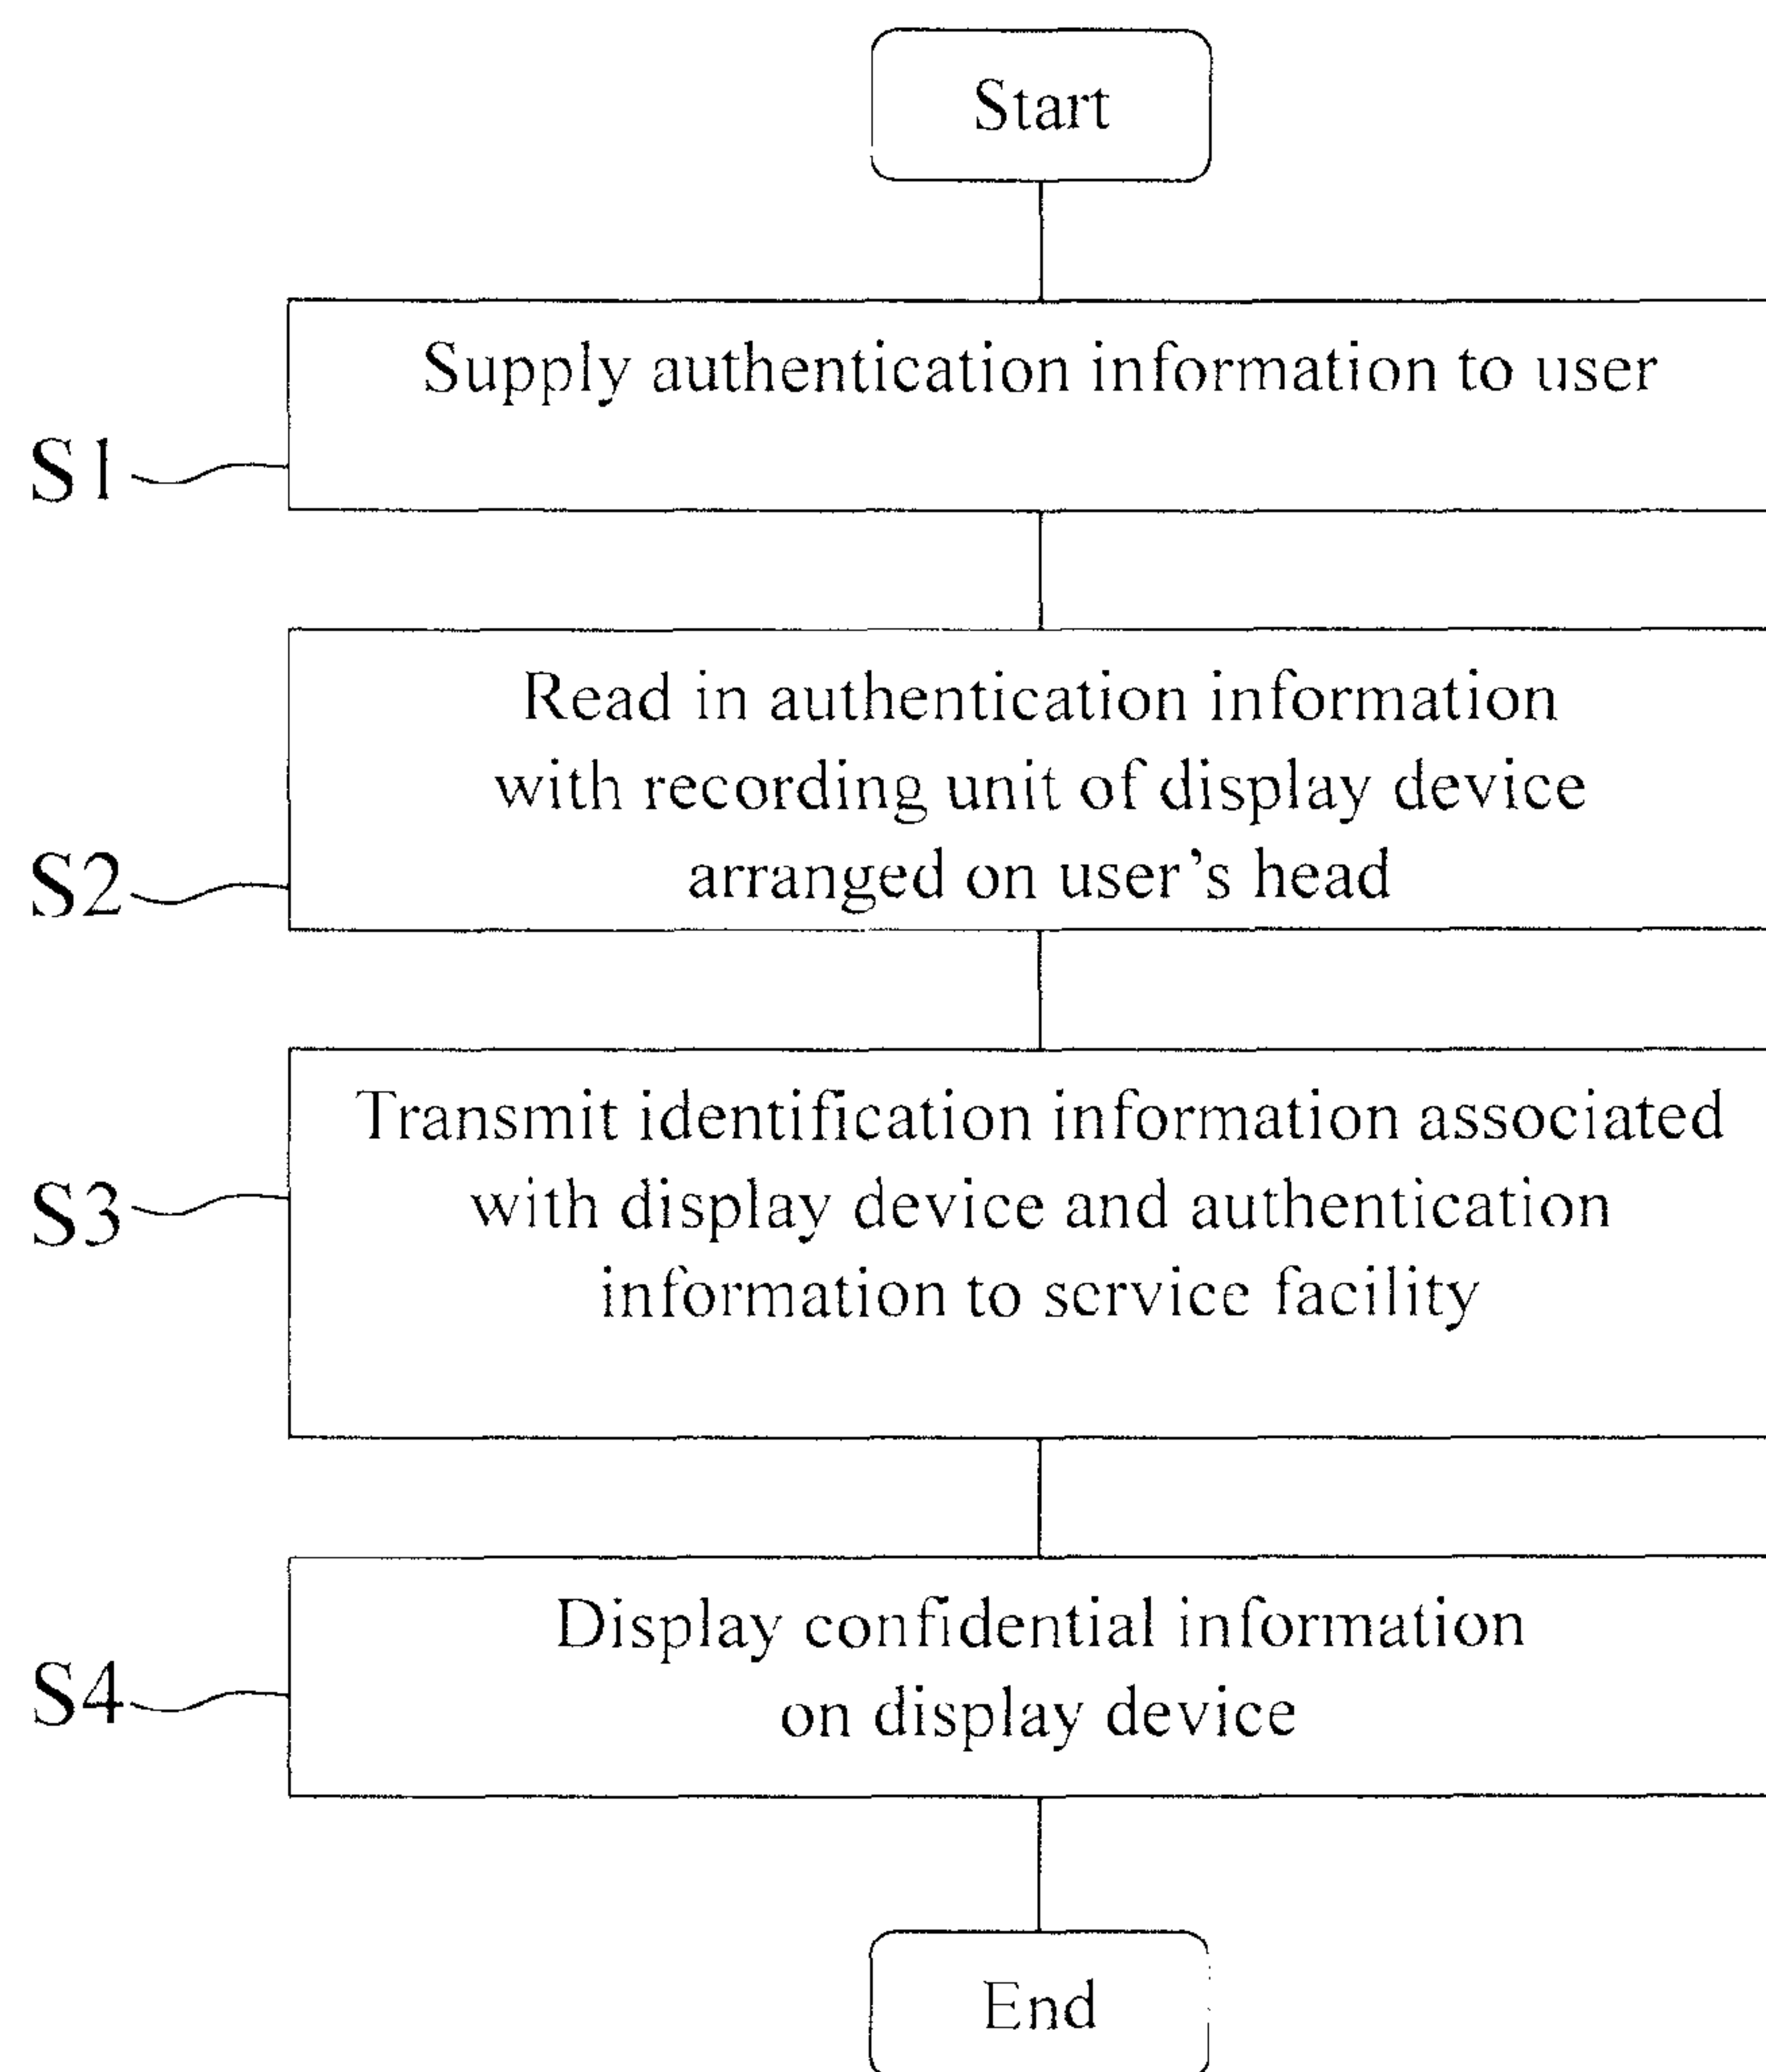 Start
Supply authentication information to user
S1
Read in authentication information
with recording unit of display device
arranged on user's head
S2
Transmit identification information associated
with display device and authentication
information to service facility
S3
Display confidential information
on display device
S4
End